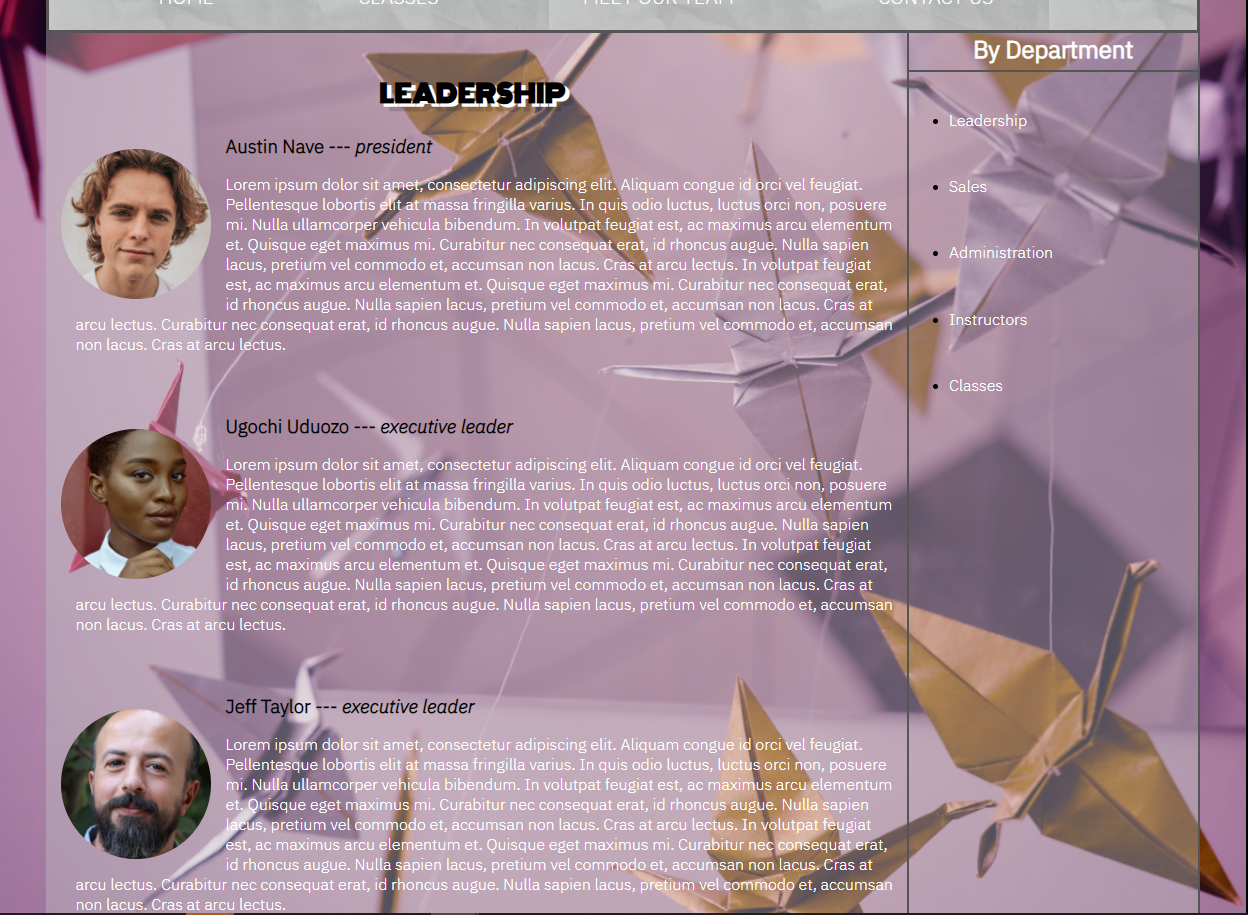 HOME CLASSES MEET OUR TEAM CONTACT US
By Department
LEADERSHIP
Leadership
Sales
Administration
Instructors
Classes
Austin Nave --- president
Lorem ipsum dolor sit amet, consectetur adipiscing elit. Aliquam congue id orci vel feugiat.
Pellentesque lobortis elit at massa fringilla varius. In quis odio luctus, luctus orci non, posuere
mi. Nulla ullamcorper vehicula bibendum. In volutpat feugiat est, ac maximus arcu elementum
et. Quisque eget maximus mi. Curabitur nec consequat erat, id rhoncus augue. Nulla sapien
lacus, pretium vel commodo et, accumsan non lacus. Cras at arcu lectus. In volutpat feugiat
est, ac maximus arcu elementum et. Quisque eget maximus mi. Curabitur nec consequat erat,
id rhoncus augue. Nulla sapien lacus, pretium vel commodo et, accumsan non lacus. Cras at
arcu lectus. Curabitur nec consequat erat, id rhoncus augue. Nulla sapien lacus, pretium vel commodo et, accumsan
non lacus. Cras at arcu lectus.
Ugochi Uduozo --- executive leader
Lorem ipsum dolor sit amet, consectetur adipiscing elit. Aliquam congue id orci vel feugiat.
Pellentesque lobortis elit at massa fringilla varius. In quis odio luctus, luctus orci non, posuere
mi. Nulla ullamcorper vehicula bibendum. In volutpat feugiat est, ac maximus arcu elementum
et. Quisque eget maximus mi. Curabitur nec consequat erat, id rhoncus augue. Nulla sapien
lacus, pretium vel commodo et, accumsan non lacus. Cras at arcu lectus. In volutpat feugiat
est, ac maximus arcu elementum et. Quisque eget maximus mi. Curabitur nec consequat erat,
id rhoncus augue. Nulla sapien lacus, pretium vel commodo et, accumsan non lacus. Cras at
arcu lectus. Curabitur nec consequat erat, id rhoncus augue. Nulla sapien lacus, pretium vel commodo et, accumsan
non lacus. Cras at arcu lectus.
Jeff Taylor --- executive leader
Lorem ipsum dolor sit amet, consectetur adipiscing elit. Aliquam congue id orci vel feugiat.
Pellentesque lobortis elit at massa fringilla varius. In quis odio luctus, luctus orci non, posuere
mi. Nulla ullamcorper vehicula bibendum. In volutpat feugiat est, ac maximus arcu elementum
et. Quisque eget maximus mi. Curabitur nec consequat erat, id rhoncus augue. Nulla sapien
lacus, pretium vel commodo et, accumsan non lacus. Cras at arcu lectus. In volutpat feugiat
est, ac maximus arcu elementum et. Quisque eget maximus mi. Curabitur nec consequat erat,
id rhoncus augue. Nulla sapien lacus, pretium vel commodo et, accumsan non lacus. Cras at
arcu lectus. Curabitur nec consequat erat, id rhoncus augue. Nulla sapien lacus, pretium vel commodo et, accumsan
non lacus. Cras at arcu lectus.